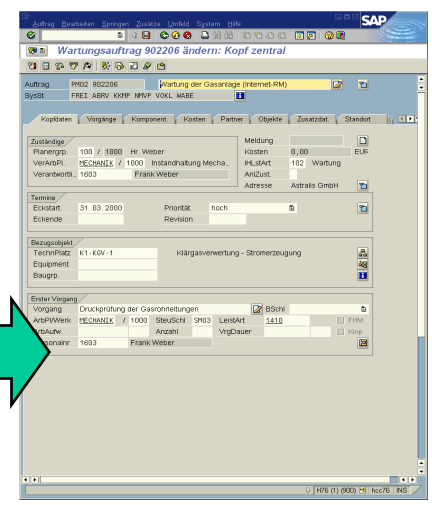 Auftrag Bearbeiten Springen Zusätze Umfeld System Hilfe
SAP
Wartungsauftrag 902206 ändern: Kopf zentral
Auftrag PM02 902206 Wartung der Gasanlage (Internet-RM)
SysSt FREI ABRV KKMP NMVP VOKL WABE
Kopfdaten Vorgänge Komponent. Kosten Partner Objekte Zusatzdat. Standort
Zuständige
Planergrp. 100 / 1000 Hr. Weber
VerArbPl. MECHANIK / 1000 Instandhaltung Mecha..
Verantwortli.. 1603 Frank Weber
Meldung
Kosten 0,00 EUR
IHLstArt 102 Wartung
AnlZust.
Adresse Astralis GmbH
Termine
Eckstart 31.03.2000 Priorität hoch
Eckende Revision
Bezugsobjekt
TechnPlatz K1-KGV-1 Klärgasverwertung - Stromerzeugung
Equipment
Baugrp.
Erster Vorgang
Vorgang Druckprüfung der Gasrohrleitungen BSchl
ArbPl/Werk MECHANIK / 1000 SteuSchl SM03 LeistArt 1410 FHM
Anzahl VrgDauer Kmp.
1603 Frank Weber
H76 (1) (900) hcc76 INS